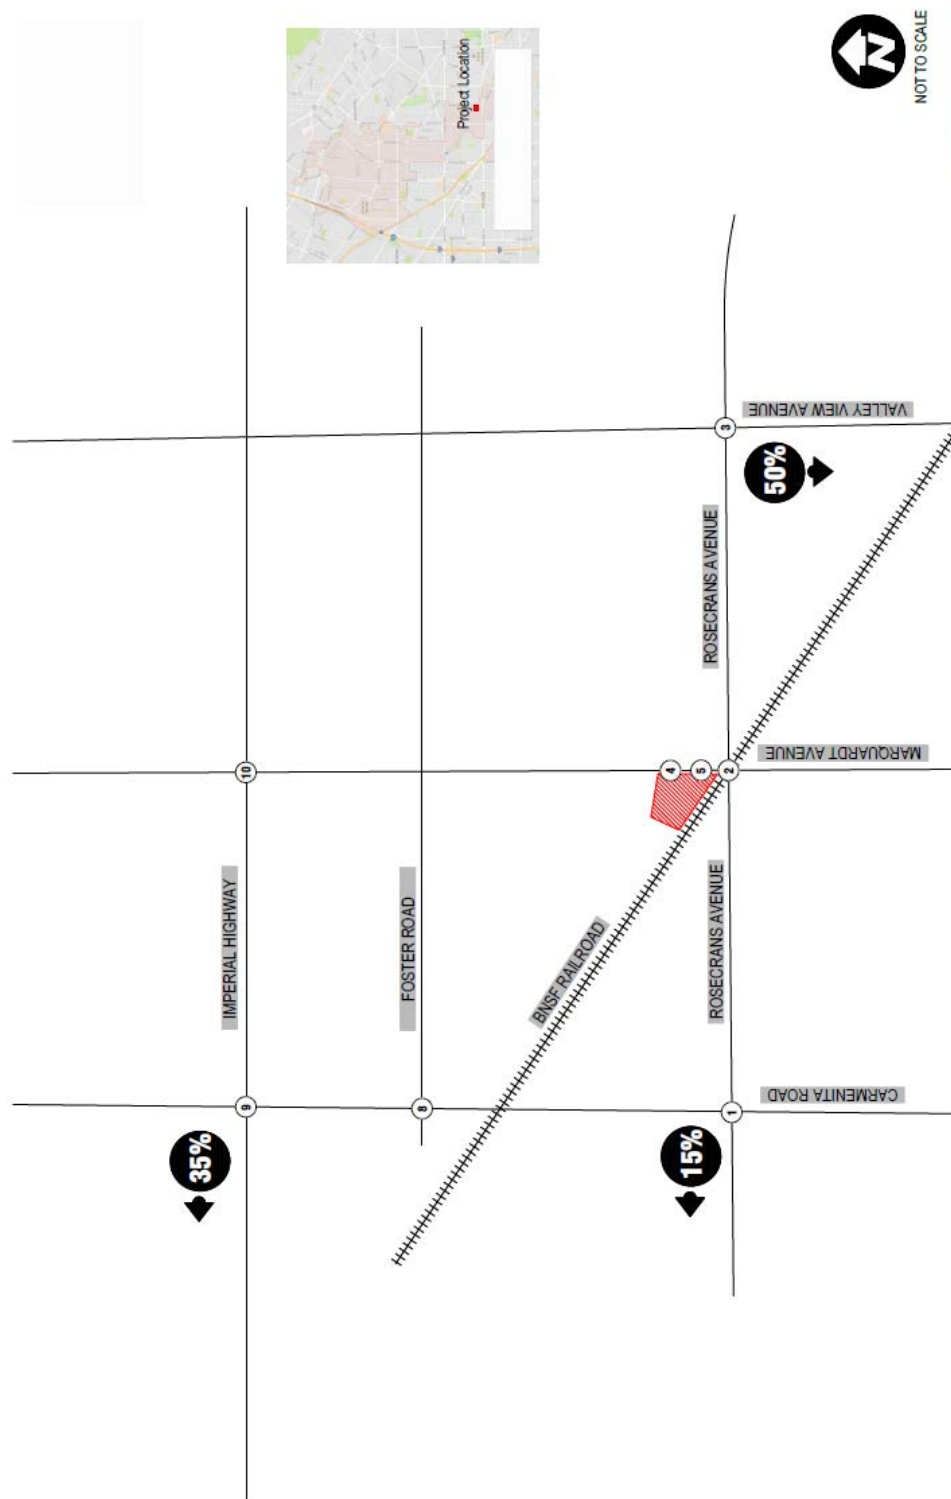 35%
9
IMPERIAL HIGHWAY
10
8
FOSTER ROAD
Project Location
BNSF RAILROAD
4
5
15%
1
ROSECRANS AVENUE
2
ROSECRANS AVENUE
3
50%
CARMENITA ROAD
MARQUARDT AVENUE
VALLEY VIEW AVENUE
N
NOT TO SCALE